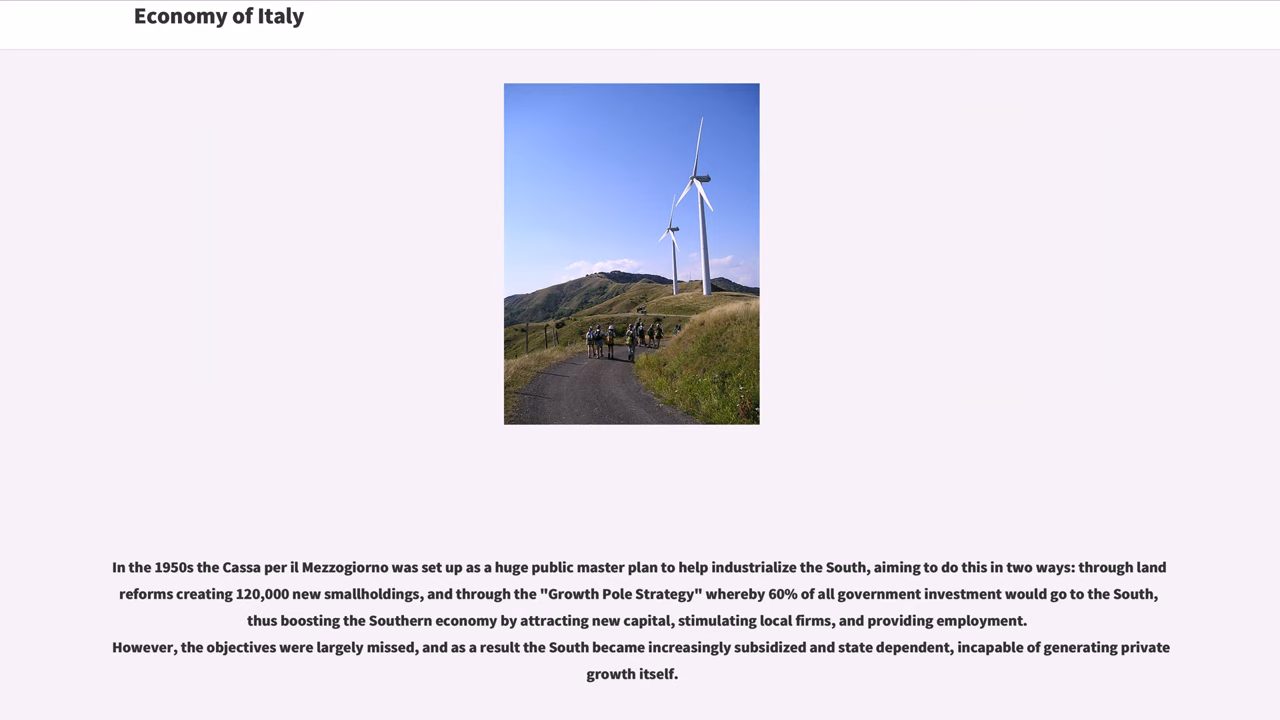 Economy of Italy
In the 1950s the Cassa per il Mezzogiorno was set up as a huge public master plan to help industrialize the South, aiming to do this in two ways: through land
reforms creating 120,000 new smallholdings, and through the "Growth Pole Strategy" whereby 60% of all government investment would go to the South,
thus boosting the Southern economy by attracting new capital, stimulating local firms, and providing employment.
However, the objectives were largely missed, and as a result the South became increasingly subsidized and state dependent, incapable of generating private
growth itself.